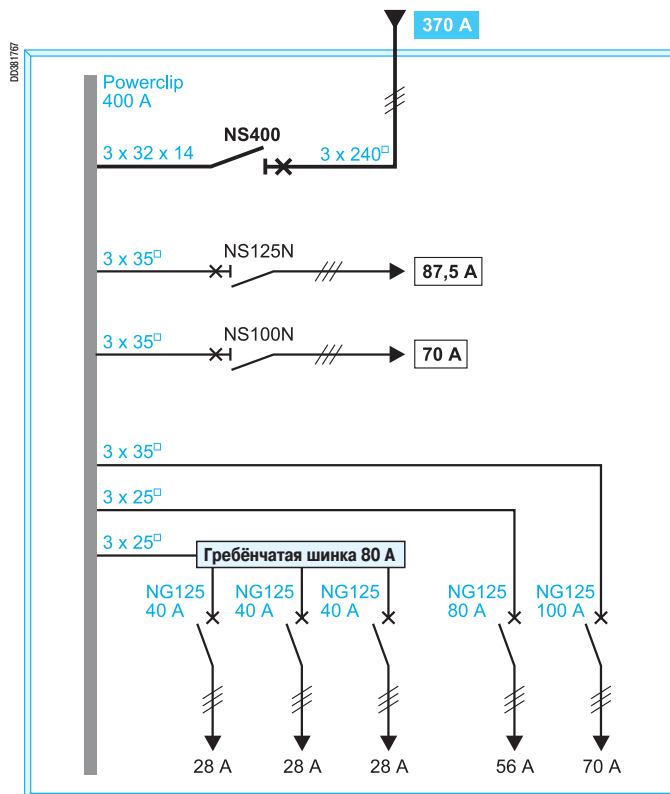 370 A
DD381767
Powerclip
400 A
NS400
3 x 32 x 14
3 x 240□
NS125N
3 x 35□
87,5 A
NS100N
3 x 35□
70 A
3 x 35□
3 x 25□
3 x 25□
Гребёнчатая шинка 80 А
NG125 NG125 NG125 NG125 NG125
40 A 40 A 40 A 80 A 100 A
28 A 28 A 28 A 56 A 70 A